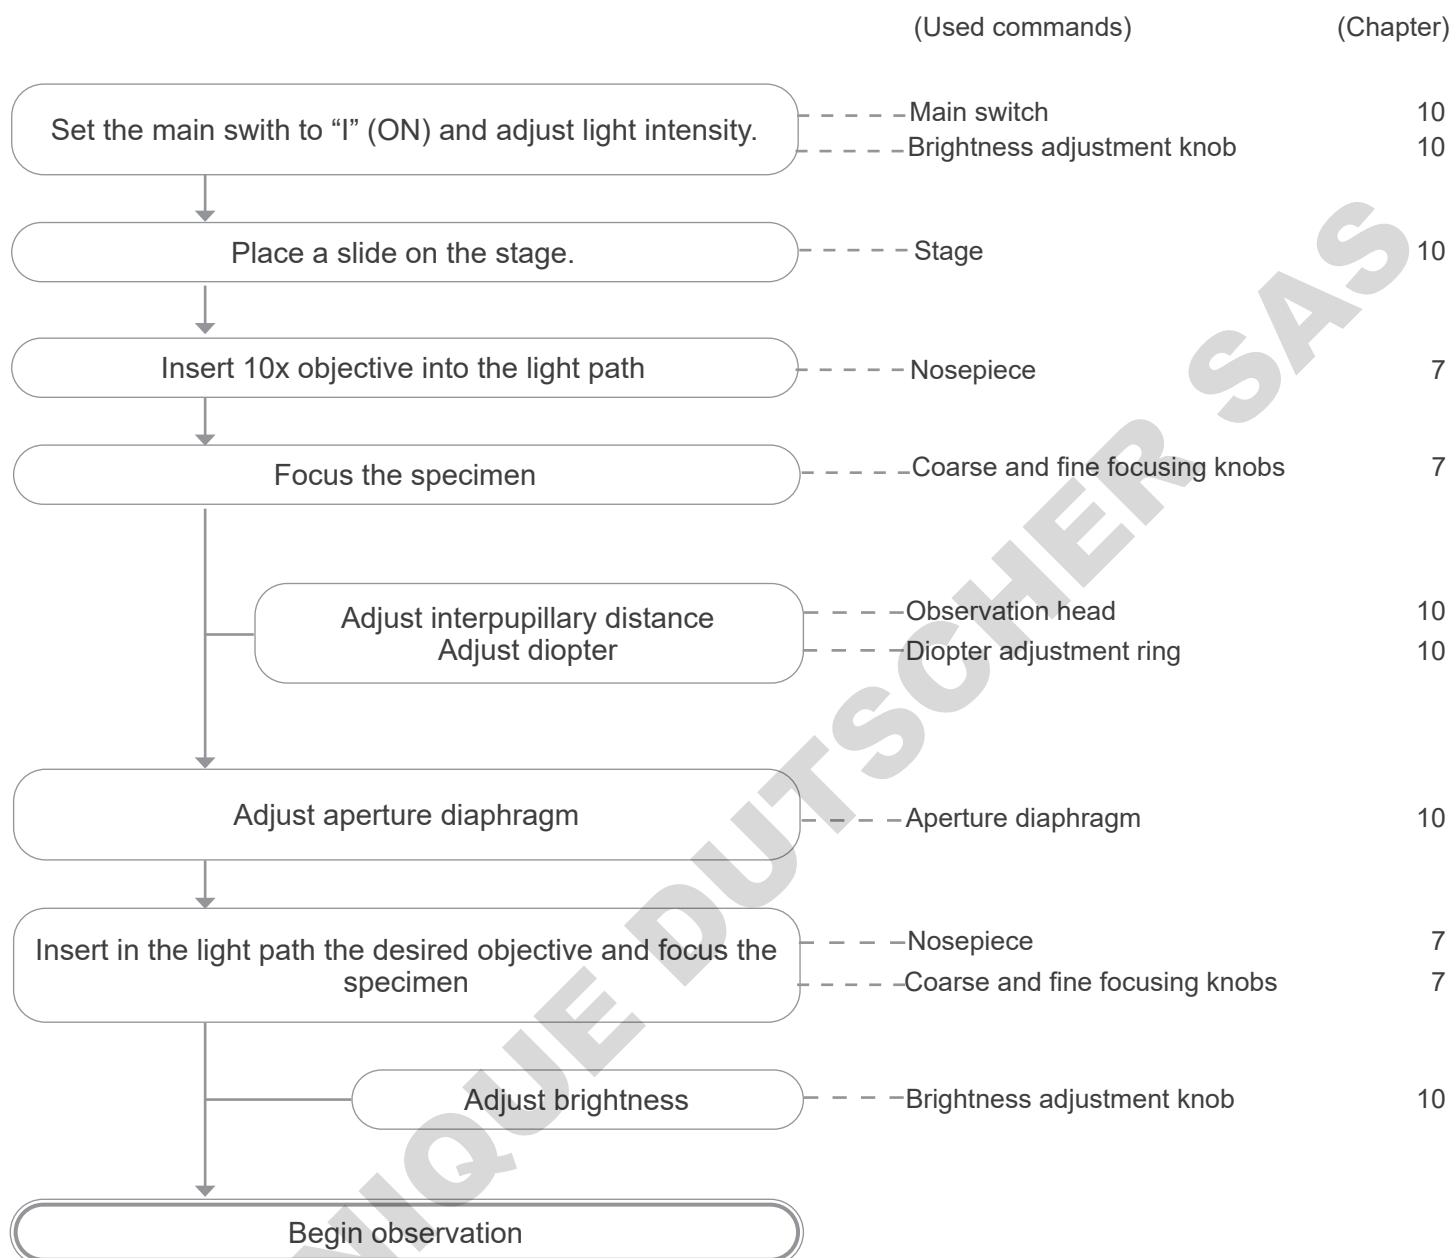 (Used commands) (Chapter)
Set the main swith to “I” (ON) and adjust light intensity.
Main switch 10
Brightness adjustment knob 10
Place a slide on the stage.
Stage 10
Insert 10x objective into the light path
Nosepiece 7
Focus the specimen
Coarse and fine focusing knobs 7
Adjust interpupillary distance
Adjust diopter
Observation head 10
Diopter adjustment ring 10
Adjust aperture diaphragm
Aperture diaphragm 10
Insert in the light path the desired objective and focus the
specimen
Nosepiece 7
Coarse and fine focusing knobs 7
Adjust brightness
Brightness adjustment knob 10
Begin observation
NIQUE DUTSCHER SAS